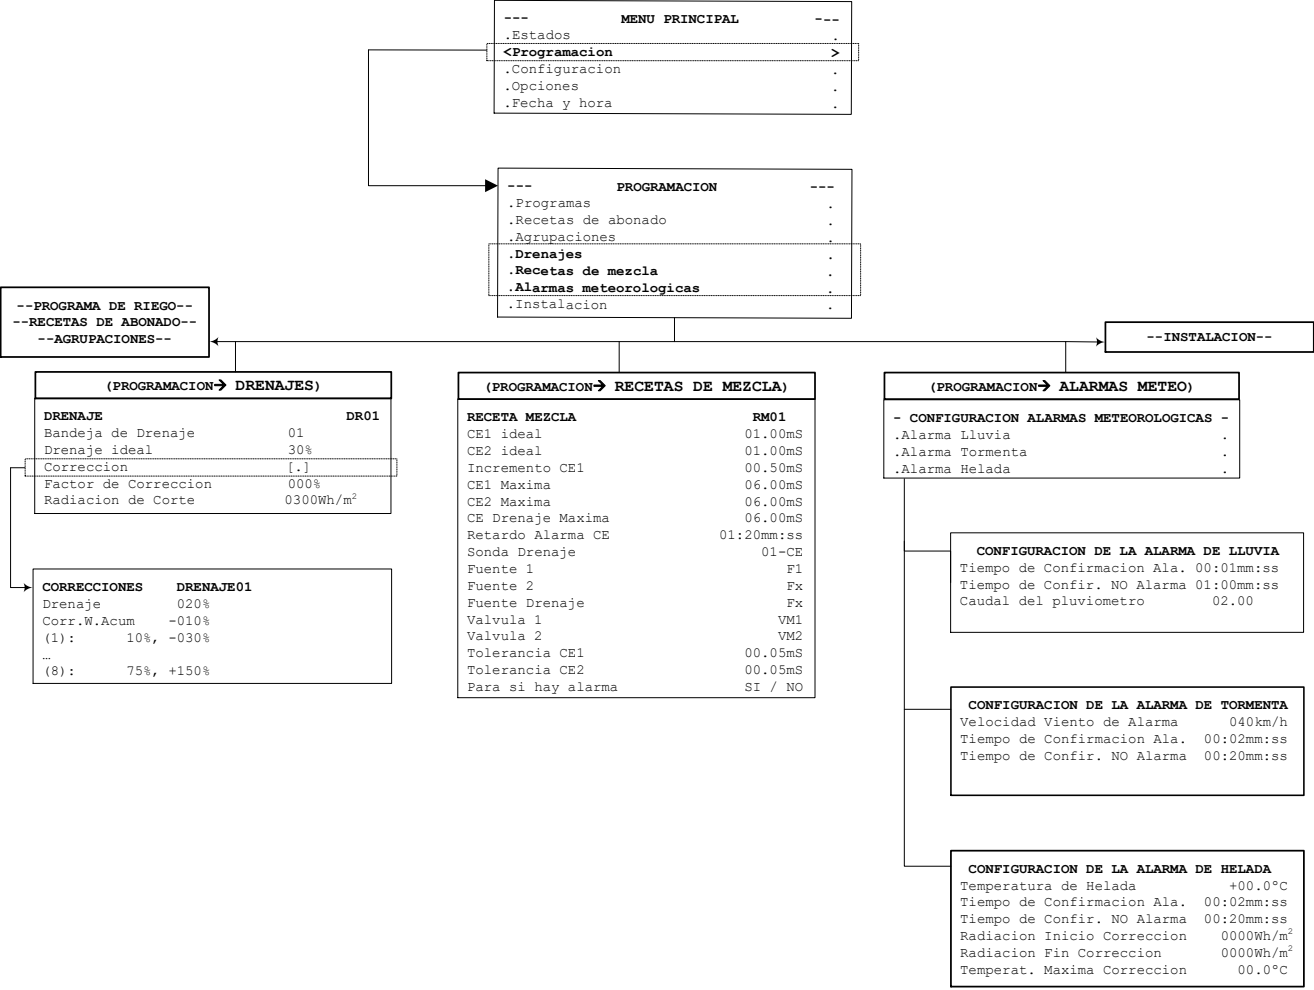 --- MENU PRINCIPAL ---
.Estados .
<Programacion >
.Configuracion .
.Opciones .
.Fecha y hora .
--- PROGRAMACION ---
.Programas .
.Recetas de abonado .
.Agrupaciones .
.Drenajes .
.Recetas de mezcla .
.Alarmas meteorologicas .
.Instalacion .
--PROGRAMA DE RIEGO--
--RECETAS DE ABONADO--
--AGRUPACIONES--
--INSTALACION--
(PROGRAMACION→ DRENAJES)
DRENAJE DR01
Bandeja de Drenaje 01
Drenaje ideal 30%
Correccion [.]
Factor de Correccion 000%
Radiacion de Corte 0300Wh/m²
CORRECCIONES DRENAJE01
Drenaje 020%
Corr.W.Acum -010%
(1): 10%, -030%
…
(8): 75%, +150%
(PROGRAMACION→ RECETAS DE MEZCLA)
RECETA MEZCLA RM01
CE1 ideal 01.00mS
CE2 ideal 01.00mS
Incremento CE1 00.50mS
CE1 Maxima 06.00mS
CE2 Maxima 06.00mS
CE Drenaje Maxima 06.00mS
Retardo Alarma CE 01:20mm:ss
Sonda Drenaje 01-CE
Fuente 1 F1
Fuente 2 Fx
Fuente Drenaje Fx
Valvula 1 VM1
Valvula 2 VM2
Tolerancia CE1 00.05mS
Tolerancia CE2 00.05mS
Para si hay alarma SI / NO
(PROGRAMACION→ ALARMAS METEO)
- CONFIGURACION ALARMAS METEOROLOGICAS -
.Alarma Lluvia .
.Alarma Tormenta .
.Alarma Helada .
CONFIGURACION DE LA ALARMA DE LLUVIA
Tiempo de Confirmacion Ala. 00:01mm:ss
Tiempo de Confir. NO Alarma 01:00mm:ss
Caudal del pluviometro 02.00
CONFIGURACION DE LA ALARMA DE TORMENTA
Velocidad Viento de Alarma 040km/h
Tiempo de Confirmacion Ala. 00:02mm:ss
Tiempo de Confir. NO Alarma 00:20mm:ss
CONFIGURACION DE LA ALARMA DE HELADA
Temperatura de Helada +00.0°C
Tiempo de Confirmacion Ala. 00:02mm:ss
Tiempo de Confir. NO Alarma 00:20mm:ss
Radiacion Inicio Correccion 0000Wh/m²
Radiacion Fin Correccion 0000Wh/m²
Temperat. Maxima Correccion 00.0°C